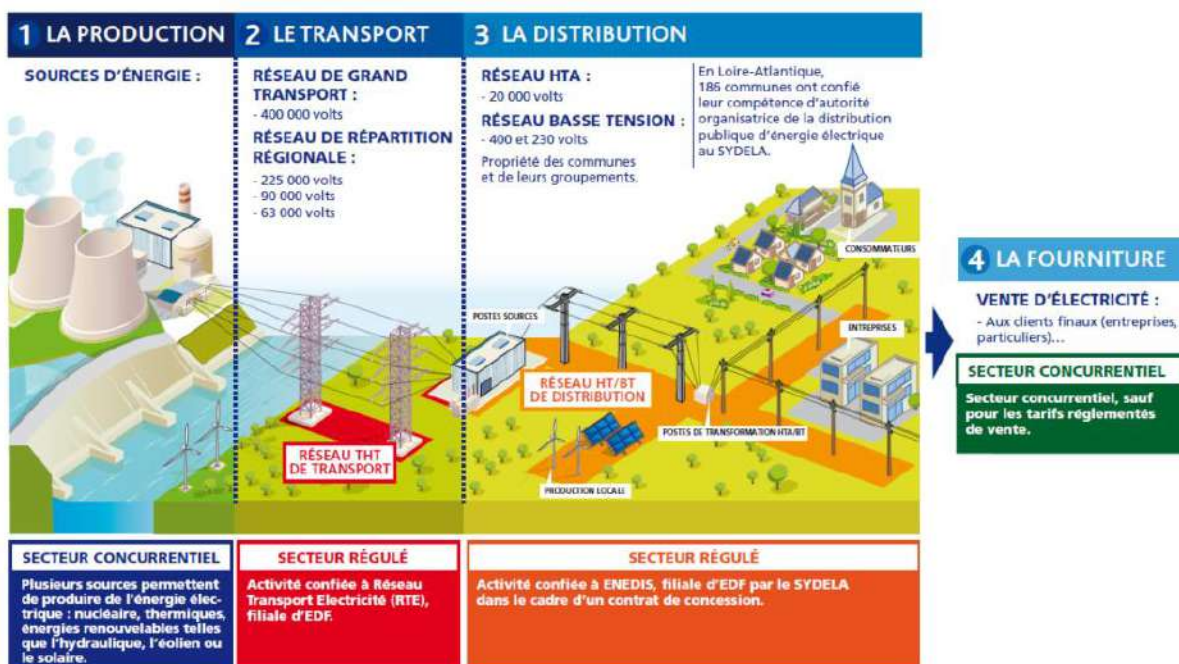 1 LA PRODUCTION
SOURCES D'ÉNERGIE :
2 LE TRANSPORT
RÉSEAU DE GRAND
TRANSPORT :
- 400 000 volts
RÉSEAU DE RÉPARTITION
RÉGIONALE :
- 225 000 volts
- 90 000 volts
- 63 000 volts
3 LA DISTRIBUTION
RÉSEAU HTA :
- 20 000 volts
RÉSEAU BASSE TENSION :
- 400 et 230 volts
Propriété des communes
et de leurs groupements.
En Loire-Atlantique,
186 communes ont confié
leur compétence d'autorité
organisatrice de la distribution
publique d'énergie électrique
au SYDELA.
CONSOMMATEURS
POSTES SOURCES
ENTREPRISES
RÉSEAU HT/BT
DE DISTRIBUTION
POSTES DE TRANSFORMATION HTA/BT
RÉSEAU THT
DE TRANSPORT
PRODUCTION LOCALE
4 LA FOURNITURE
VENTE D'ÉLECTRICITÉ :
- Aux clients finaux (entreprises,
particuliers)...
SECTEUR CONCURRENTIEL
Secteur concurrentiel, sauf
pour les tarifs réglementés
de vente.
SECTEUR CONCURRENTIEL
Plusieurs sources permettent
de produire de l'énergie élec-
trique : nucléaire, thermiques,
énergies renouvelables telles
que l'hydraulique, l'éolien ou
le solaire.
SECTEUR RÉGULÉ
Activité confiée à Réseau
Transport Electricité (RTE),
filiale d'EDF.
SECTEUR RÉGULÉ
Activité confiée à ENEDIS, filiale d'EDF par le SYDELA
dans le cadre d'un contrat de concession.